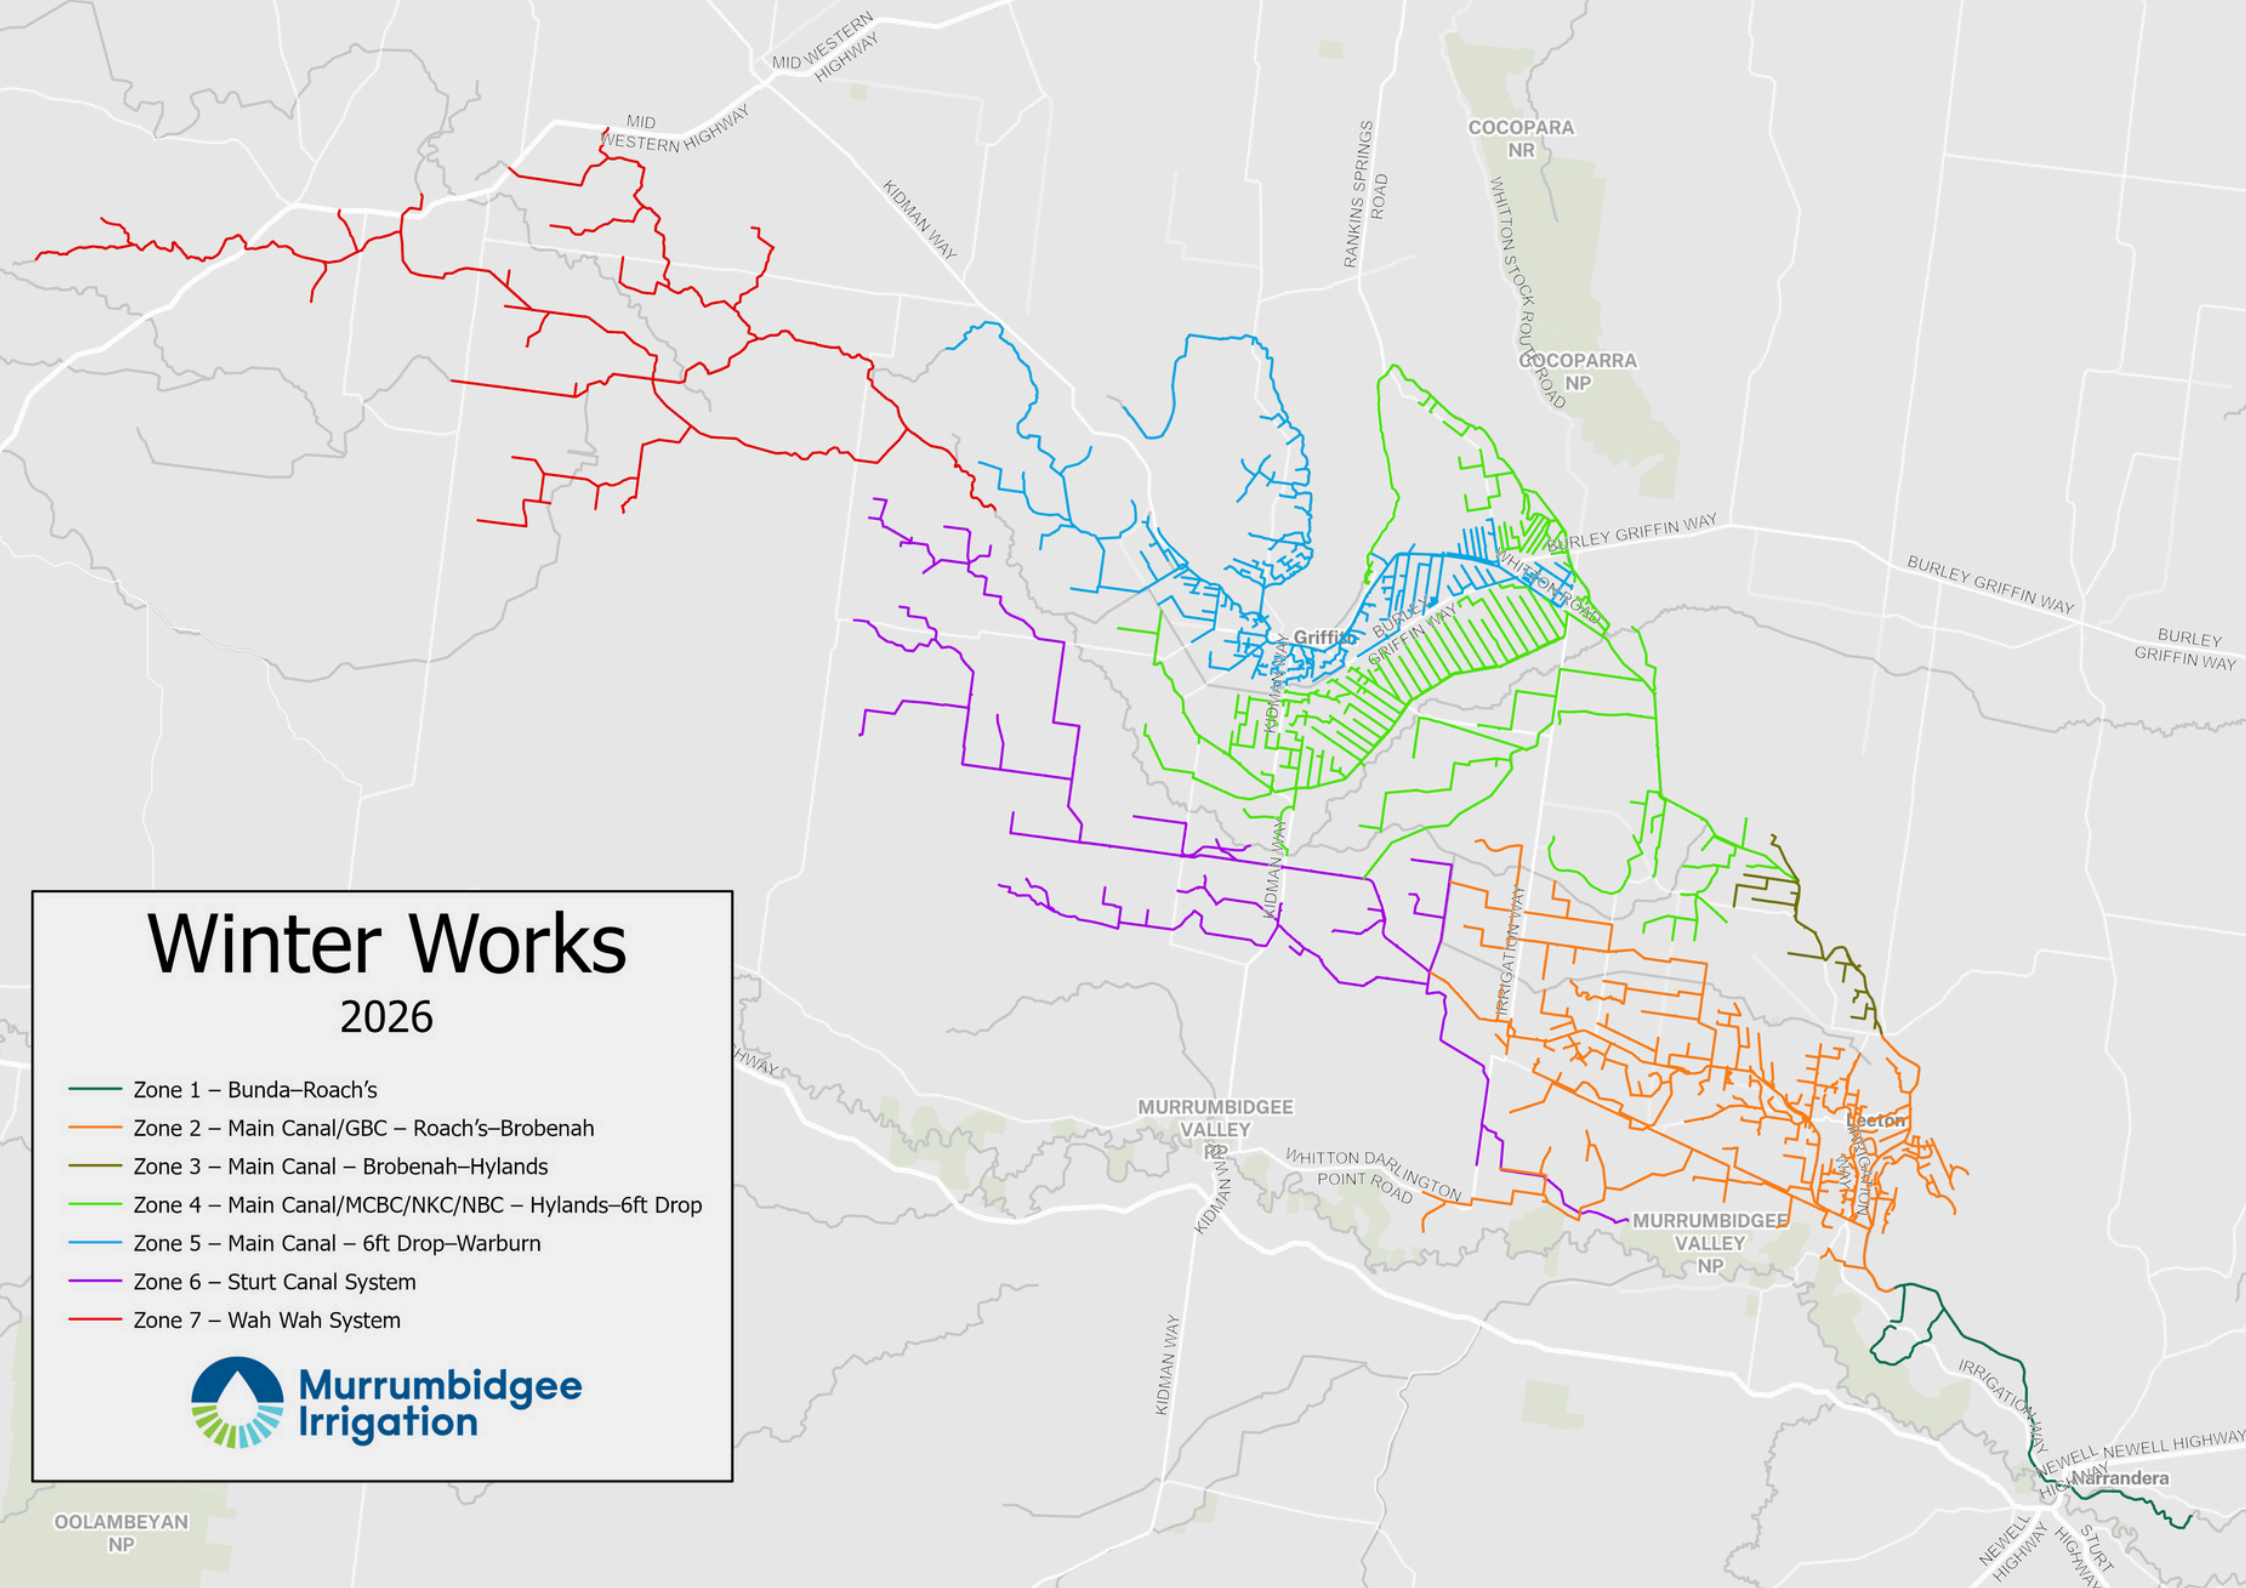 MID WESTERN
HIGHWAY
MID
WESTERN HIGHWAY
KIDMAN WAY
RANKINS SPRINGS
ROAD
COCOPARA
NR
WHITTON STOCK ROUTE ROAD
COCOPARRA
NP
BURLEY GRIFFIN WAY
BURLEY GRIFFIN WAY
BURLEY
GRIFFIN WAY
WHITTON ROAD
BURLEY
GRIFFIN WAY
Griffith
KIDMAN WAY
KIDMAN WAY
IRRIGATION WAY
Leeton
IRRIGATION
WAY
HWAY
MURRUMBIDGEE
VALLEY
RP
KIDMAN WAY
WHITTON DARLINGTON
POINT ROAD
MURRUMBIDGEE
VALLEY
NP
KIDMAN WAY
IRRIGATION WAY
NEWELL
HIGHWAY
NEWELL HIGHWAY
Narrandera
NEWELL
HIGHWAY
STURT
HIGHWAY
OOLAMBEYAN
NP
Winter Works
2026
Zone 1 – Bunda–Roach’s
Zone 2 – Main Canal/GBC – Roach’s–Brobenah
Zone 3 – Main Canal – Brobenah–Hylands
Zone 4 – Main Canal/MCBC/NKC/NBC – Hylands–6ft Drop
Zone 5 – Main Canal – 6ft Drop–Warburn
Zone 6 – Sturt Canal System
Zone 7 – Wah Wah System
Murrumbidgee
Irrigation